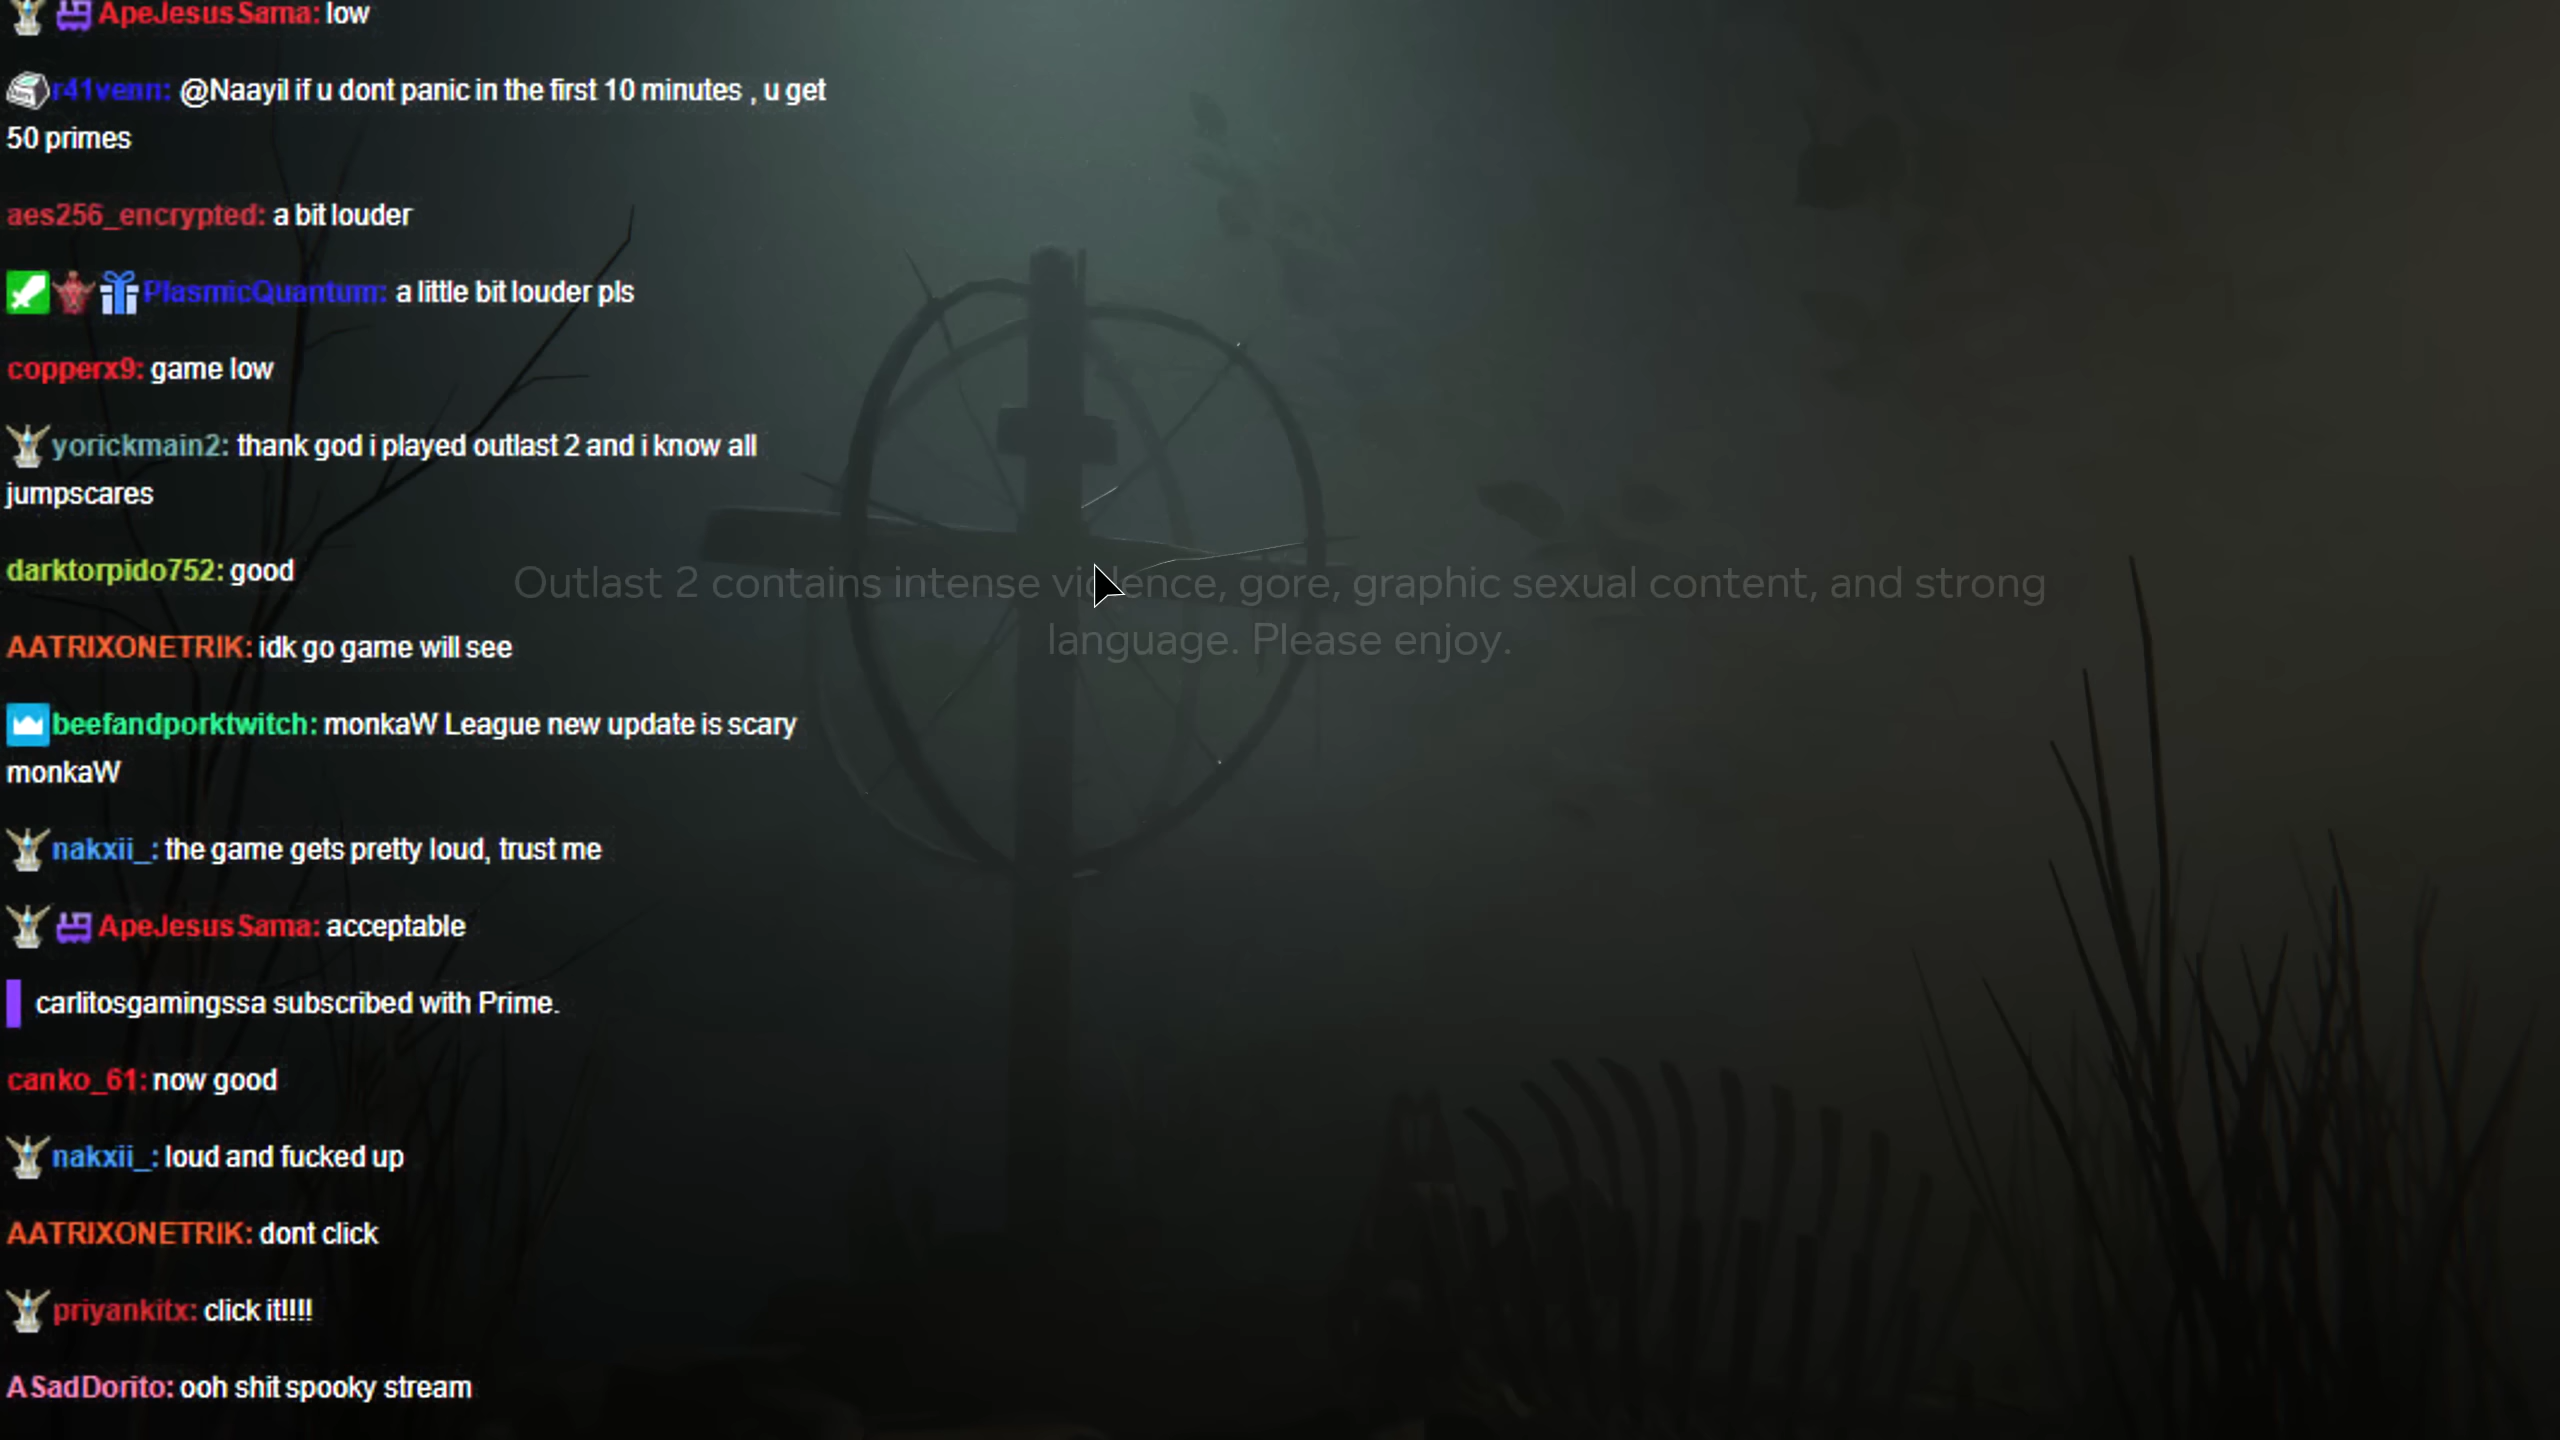 ApeJesusSama: low
r41venn: @Naayil if u dont panic in the first 10 minutes , u get
50 primes
aes256_encrypted: a bit louder
PlasmicQuantum: a little bit louder pls
copperx9: game low
yorickmain2: thank god i played outlast 2 and i know all
jumpscares
darktorpido752: good
AATRIXONETRIK: idk go game will see
beefandporktwitch: monkaW League new update is scary
monkaW
nakxii_: the game gets pretty loud, trust me
ApeJesusSama: acceptable
carlitosgamingssa subscribed with Prime.
canko_61: now good
nakxii_: loud and fucked up
AATRIXONETRIK: dont click
priyankitx: click it!!!!
ASadDorito: ooh shit spooky stream
Outlast 2 contains intense violence, gore, graphic sexual content, and strong
language. Please enjoy.